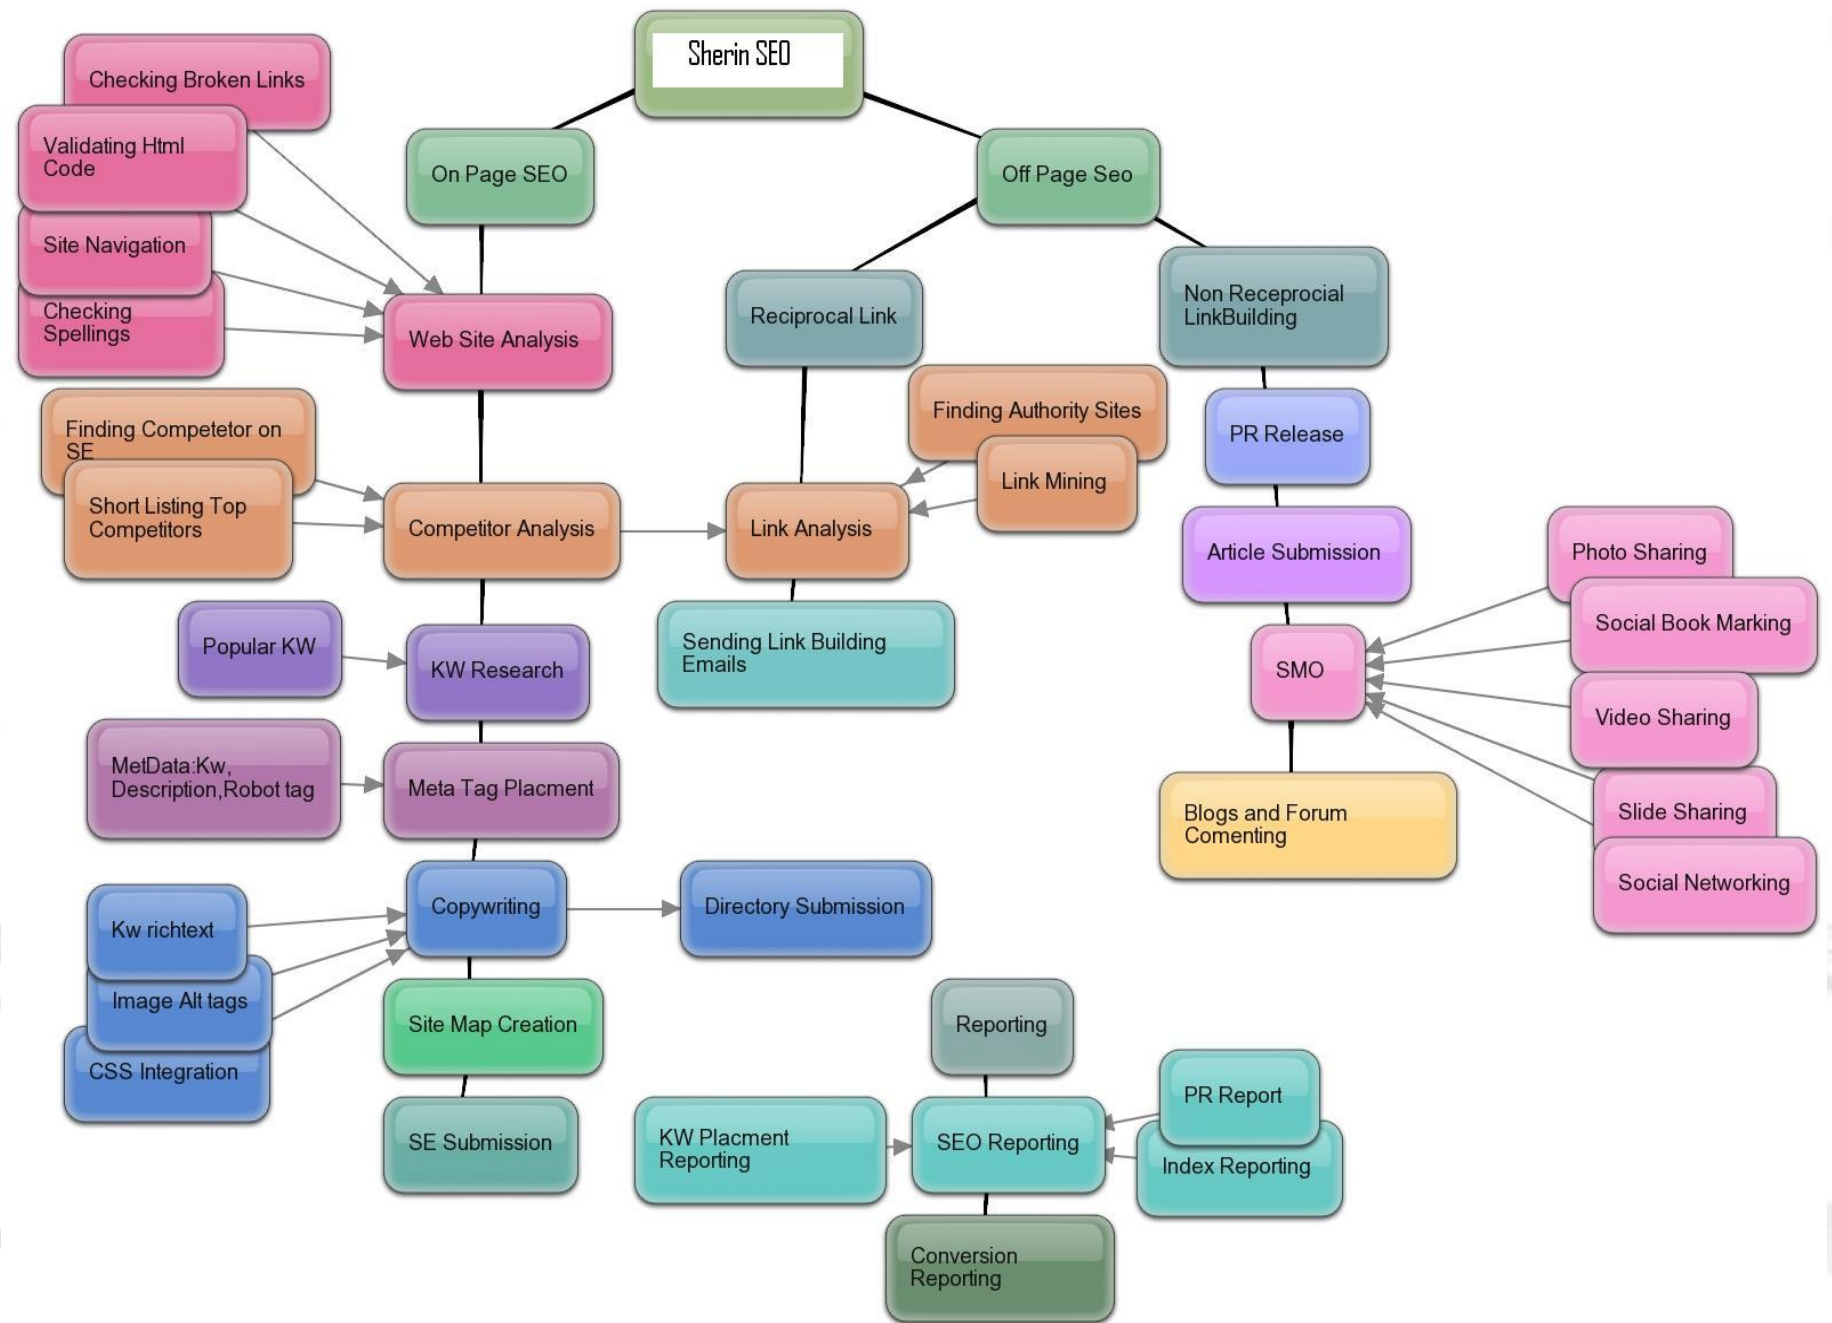 Sherin SEO
Checking Broken Links
Validating Html
Code
Site Navigation
Checking
Spellings
On Page SEO
Off Page Seo
Web Site Analysis
Reciprocal Link
Non Receprocial
LinkBuilding
Finding Competetor on
SE
Short Listing Top
Competitors
Competitor Analysis
Link Analysis
Finding Authority Sites
Link Mining
PR Release
Article Submission
Photo Sharing
Social Book Marking
Video Sharing
Slide Sharing
Social Networking
SMO
Popular KW
KW Research
Sending Link Building
Emails
MetData:Kw,
Description,Robot tag
Meta Tag Placment
Blogs and Forum
Comenting
Kw richtext
Image Alt tags
CSS Integration
Copywriting
Directory Submission
Site Map Creation
SE Submission
Reporting
KW Placment
Reporting
SEO Reporting
PR Report
Index Reporting
Conversion
Reporting